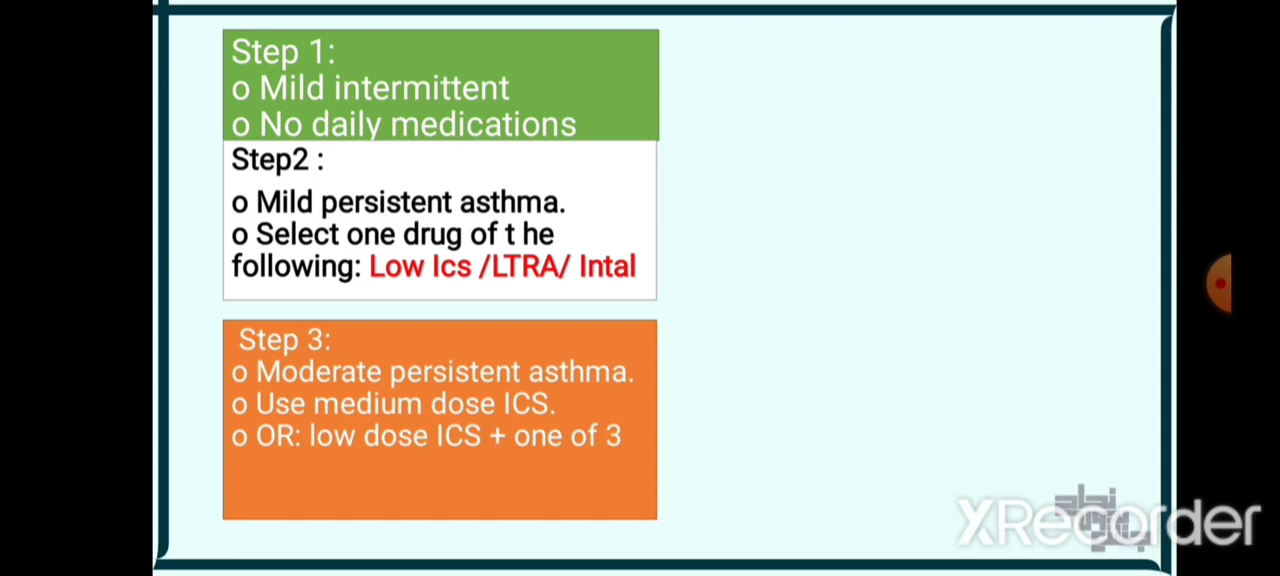 Step 1:
o Mild intermittent
o No daily medications
Step2 :
o Mild persistent asthma.
o Select one drug of t he
following: Low Ics /LTRA/ Intal
Step 3:
o Moderate persistent asthma.
o Use medium dose ICS.
o OR: low dose ICS + one of 3
XRecorder